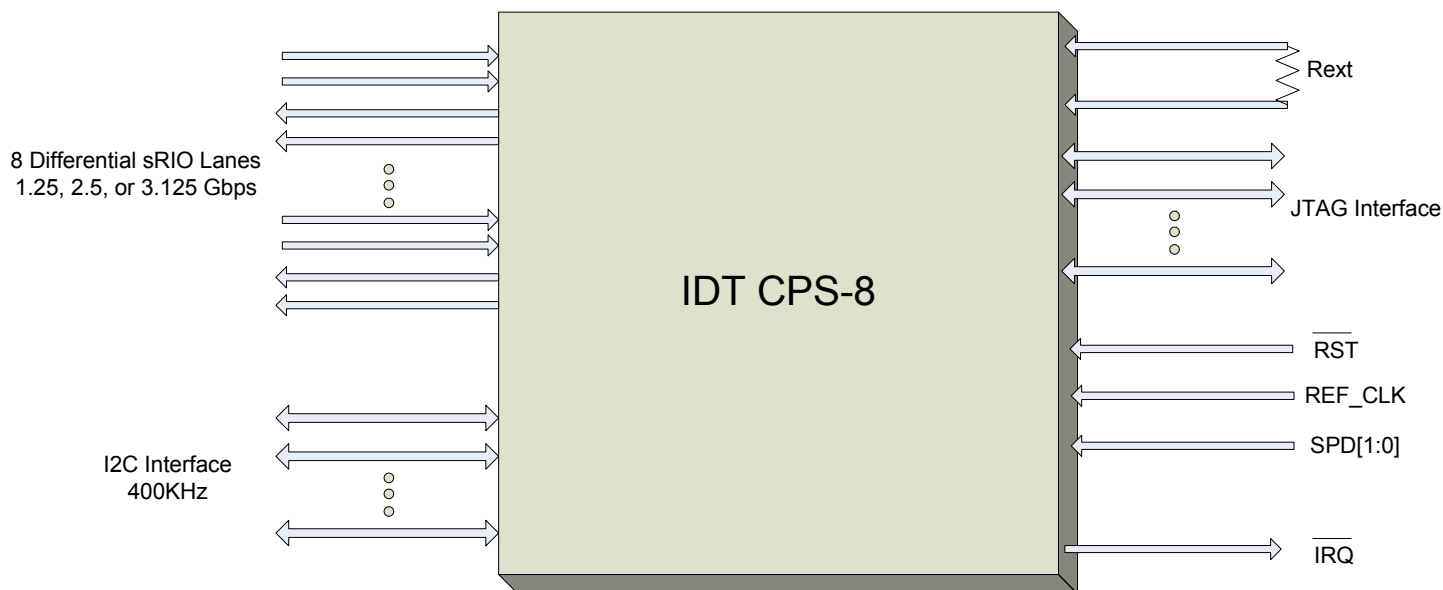 8 Differential sRIO Lanes
1.25, 2.5, or 3.125 Gbps
I2C Interface
400KHz
IDT CPS-8
Rext
JTAG Interface
RST
REF_CLK
SPD[1:0]
IRQ